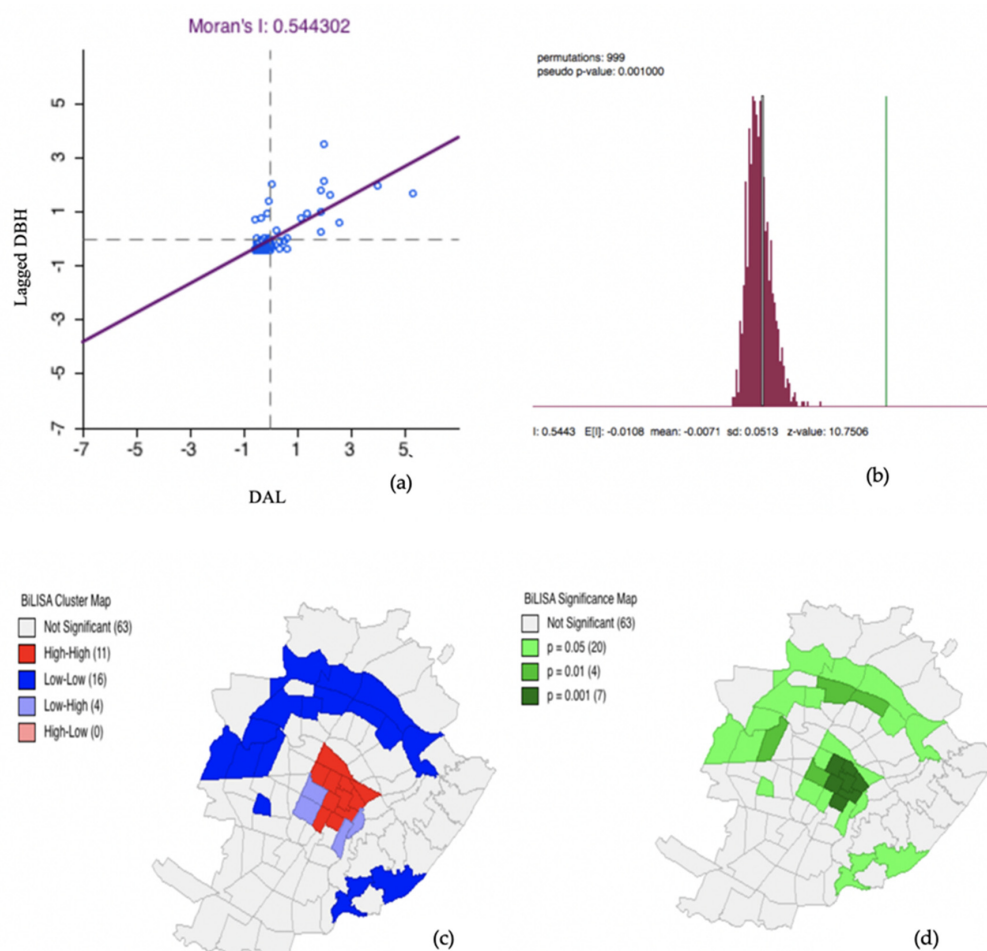 Moran's I: 0.544302
Lagged DBH
5
3
1
-1
-3
-5
-7
-7 -5 -3 -1 1 3 5
DAL
(a)
permutations: 999
pseudo p-value: 0.001000
I: 0.5443 E[I]: -0.0108 mean: -0.0071 sd: 0.0513 z-value: 10.7506
(b)
BiLISA Cluster Map
Not Significant (63)
High-High (11)
Low-Low (16)
Low-High (4)
High-Low (0)
(c)
BiLISA Significance Map
Not Significant (63)
p = 0.05 (20)
p = 0.01 (4)
p = 0.001 (7)
(d)